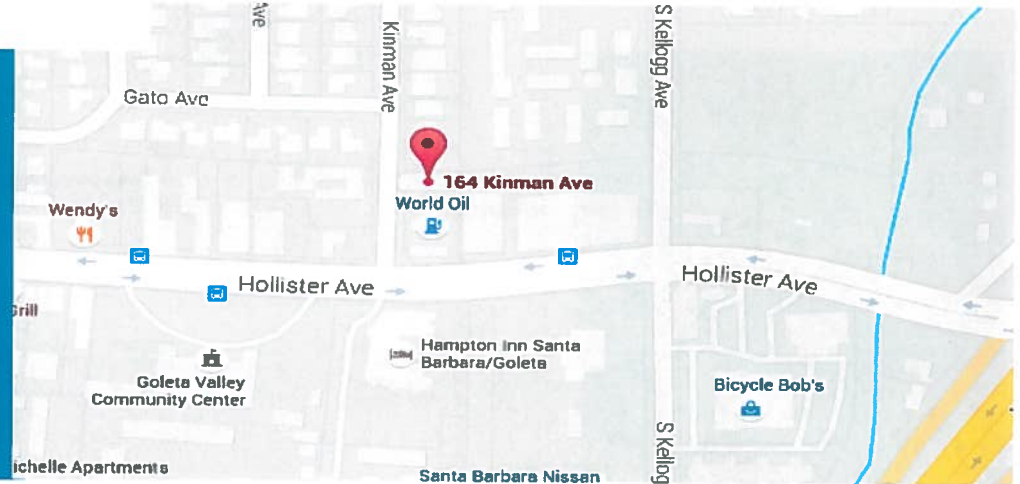 Ave
Kinman Ave
S Kellogg Ave
Gato Ave
164 Kinman Ave
World Oil
Wendy's
Hollister Ave
Hollister Ave
Grill
Hampton Inn Santa
Barbara/Goleta
Goleta Valley
Community Center
Bicycle Bob's
S Kellog
ichelle Apartments
Santa Barbara Nissan